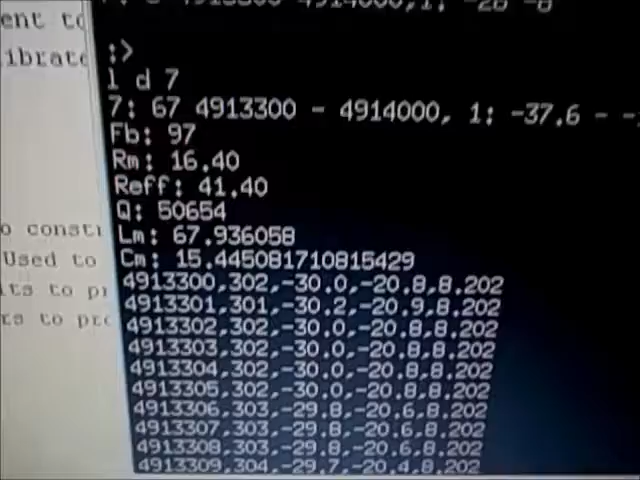 ent to
:>
l d 7
7: 67 4913300 - 4914000, 1: -37.6 - -
Fb: 97
Rm: 16.40
Reff: 41.40
Q: 50654
Lm: 67.936058
Cm: 15.445081710815429
4913300,302,-30.0,-20.8,8.202
4913301,301,-30.2,-20.9,8.202
4913302,302,-30.0,-20.8,8.202
4913303,302,-30.0,-20.8,8.202
4913304,302,-30.0,-20.8,8.202
4913305,302,-30.0,-20.8,8.202
4913306,303,-29.8,-20.6,8.202
4913307,303,-29.8,-20.6,8.202
4913308,303,-29.8,-20.6,8.202
4913309,304,-29.7,-20.4,8.202
ibrate
o constr
Used to
ts to pr
rs to pro